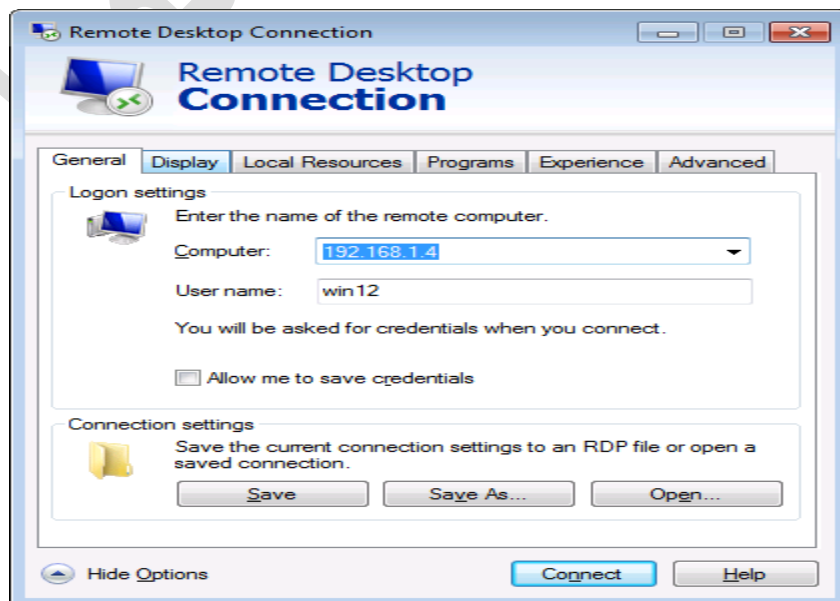 Remote Desktop Connection
Remote Desktop
Connection
General Display Local Resources Programs Experience Advanced
Logon settings
Enter the name of the remote computer.
Computer: 192.168.1.4
User name: win12
You will be asked for credentials when you connect.
Allow me to save credentials
Connection settings
Save the current connection settings to an RDP file or open a
saved connection.
Save Save As... Open...
Hide Options Connect Help